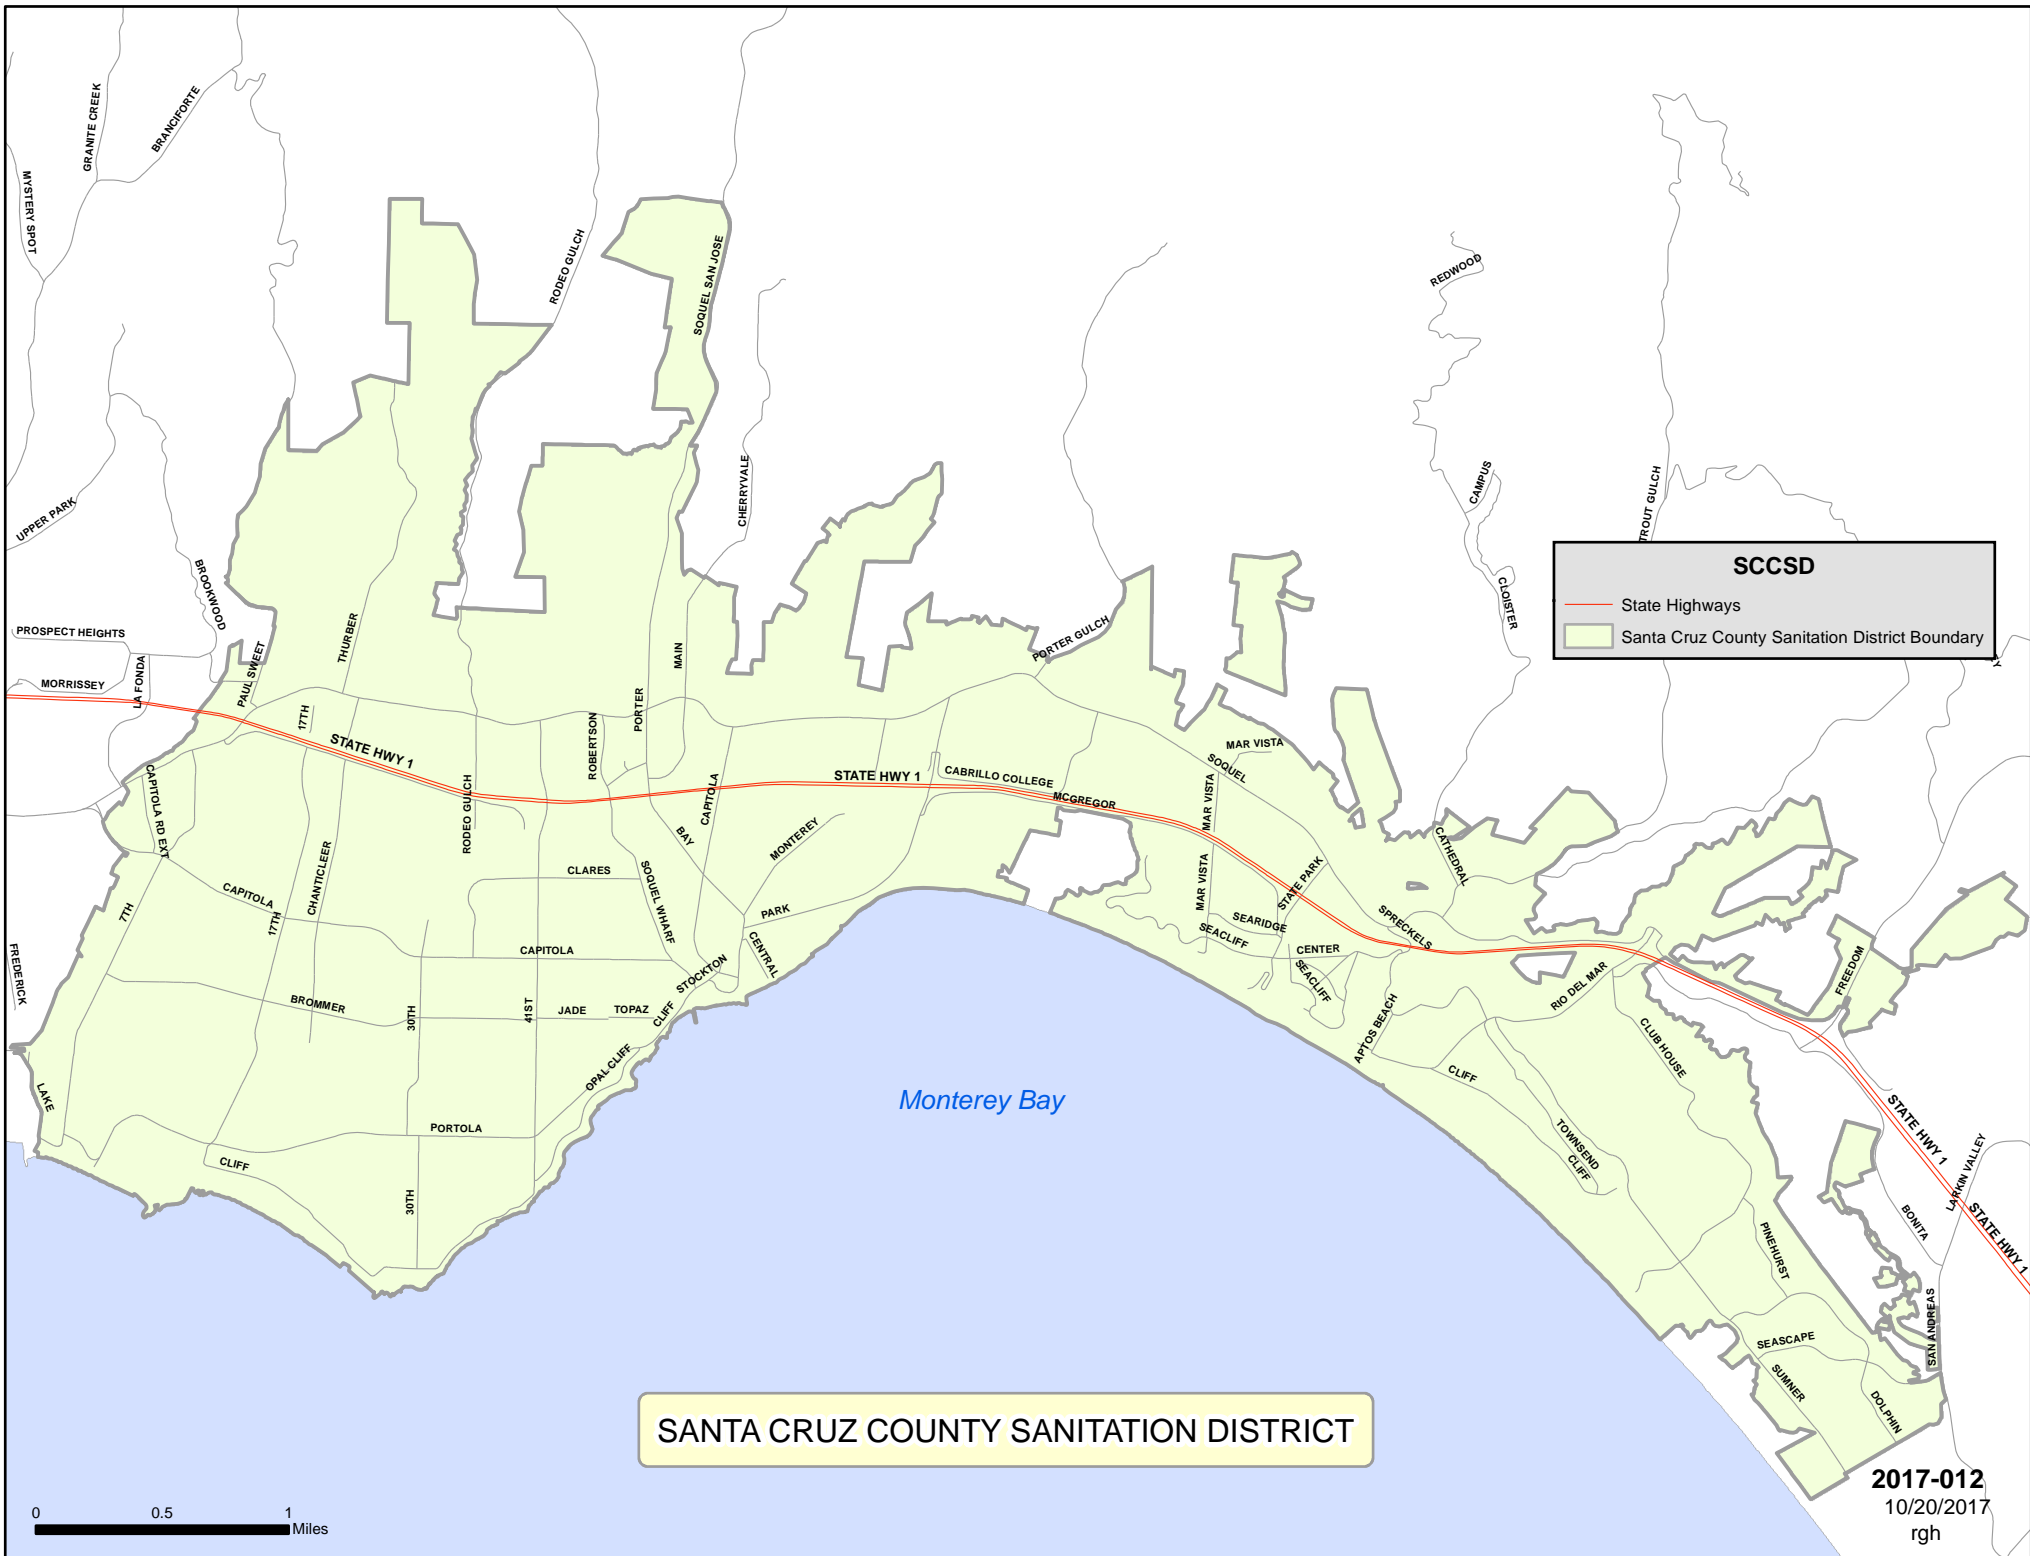 GRANITE CREEK
BRANCIFORTE
MYSTERY SPOT
RODEO GULCH
SOQUEL SAN JOSE
REDWOOD
UPPER PARK
CHERRYVALE
CAMPUS
TROUT GULCH
BROOKWOOD
CLOISTER
SCCSD
State Highways
Santa Cruz County Sanitation District Boundary
PROSPECT HEIGHTS
THURBER
MAIN
PORTER GULCH
MORRISSEY
LA FONDA
PAUL SWEET
17TH
PORTER
ROBERTSON
STATE HWY 1
STATE HWY 1
MAR VISTA
SOQUEL
CABRILLO COLLEGE
MCGREGOR
MAR VISTA
CAPITOLA RD EXT
RODEO GULCH
CAPITOLA
BAY
MONTEREY
CHANTICLEER
CLARES
SOQUEL WHARF
CATHEDRAL
MAR VISTA
STATE PARK
CAPITOLA
7TH
17TH
PARK
SEARIDGE
SPRECKELS
SEACLIFF
CENTER
FREDERICK
CAPITOLA
CENTRAL
STOCKTON
SEACLIFF
FREEDOM
RIO DEL MAR
BROMMER
30TH
41ST
JADE
TOPAZ
CLIFF
APTOS BEACH
CLUB HOUSE
OPAL CLIFF
LAKE
CLIFF
Monterey Bay
STATE HWY 1
PORTOLA
TOWNSEND
CLIFF
CLIFF
LARKIN VALLEY
30TH
BONITA
STATE HWY 1
PINEHURST
SAN ANDREAS
SEASCAPE
SUMNER
DOLPHIN
SANTA CRUZ COUNTY SANITATION DISTRICT
2017-012
10/20/2017
rgh
0 0.5 1
Miles